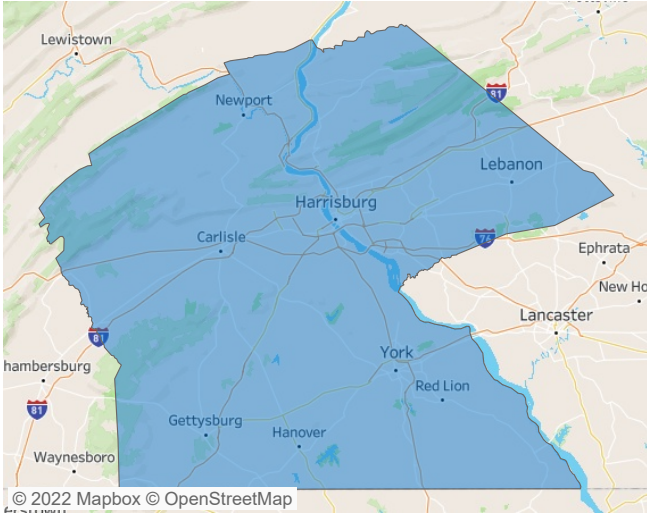 Lewistown
Newport
81
Lebanon
Harrisburg
Carlisle
76
Ephrata
New Ho
Lancaster
81
hambersburg
York
Red Lion
81
Gettysburg
Hanover
Waynesboro
© 2022 Mapbox © OpenStreetMap